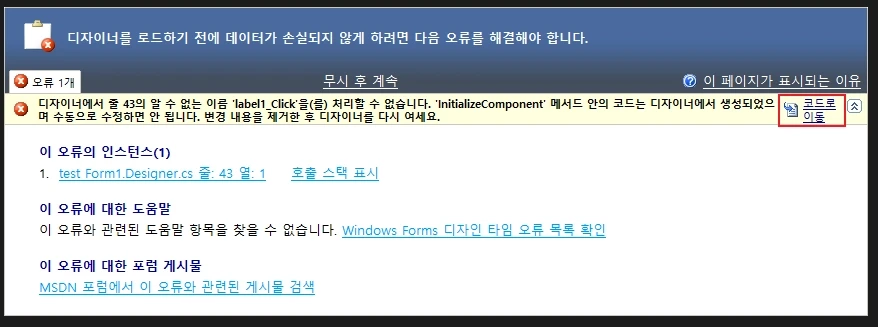 디자이너를 로드하기 전에 데이터가 손실되지 않게 하려면 다음 오류를 해결해야 합니다.
오류 1개 무시 후 계속 이 페이지가 표시되는 이유
디자이너에서 줄 43의 알 수 없는 이름 'label1_Click'을(를) 처리할 수 없습니다. 'InitializeComponent' 메서드 안의 코드는 디자이너에서 생성되었으
며 수동으로 수정하면 안 됩니다. 변경 내용을 제거한 후 디자이너를 다시 여세요.
코드로
이동
이 오류의 인스턴스(1)
1. test Form1.Designer.cs 줄: 43 열: 1 호출 스택 표시
이 오류에 대한 도움말
이 오류와 관련된 도움말 항목을 찾을 수 없습니다. Windows Forms 디자인 타임 오류 목록 확인
이 오류에 대한 포럼 게시물
MSDN 포럼에서 이 오류와 관련된 게시물 검색